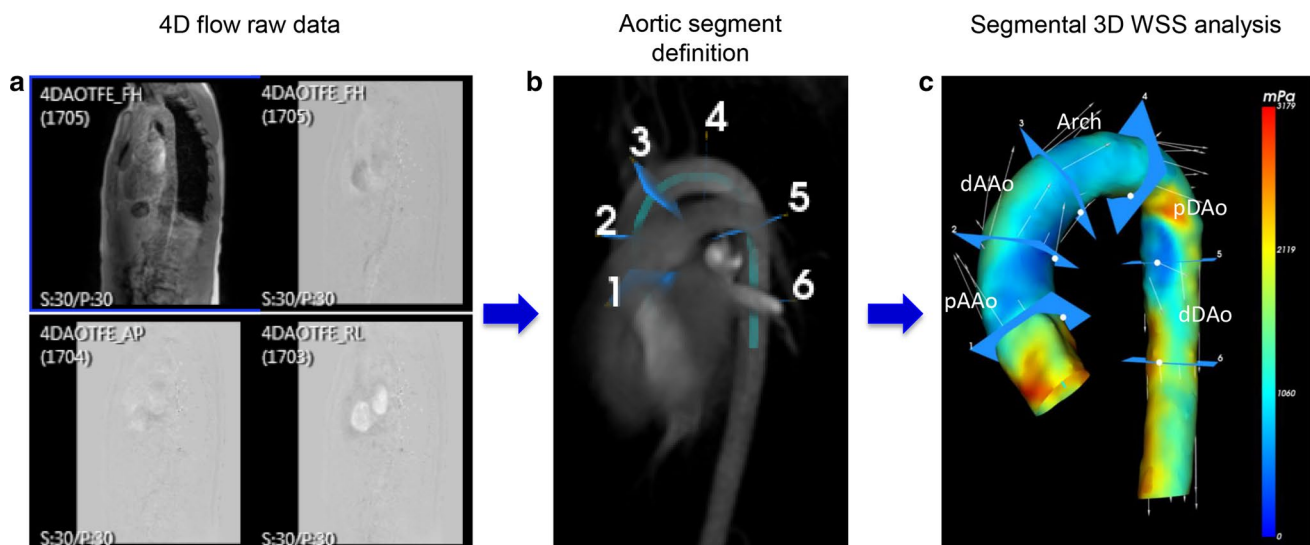 4D flow raw data
Aortic segment
definition
Segmental 3D WSS analysis
a
4DAOTFE_FH
(1705)
S:30/P:30
4DAOTFE_FH
(1705)
S:30/P:30
4DAOTFE_AP
(1704)
S:30/P:30
4DAOTFE_RL
(1703)
S:30/P:30
b
1
2
3
4
5
6
c
mPa
3179
2119
1060
0
Arch
dAAo
pAAo
pDAo
dDAo
1
2
3
4
5
6